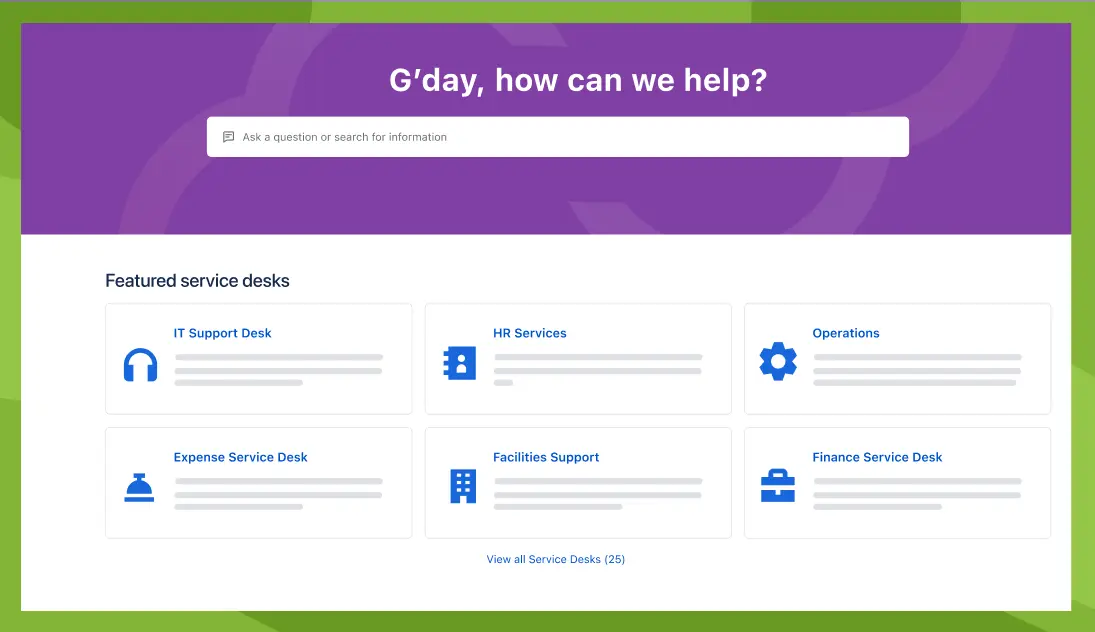 G’day, how can we help?
Ask a question or search for information
Featured service desks
IT Support Desk
HR Services
Operations
Expense Service Desk
Facilities Support
Finance Service Desk
View all Service Desks (25)